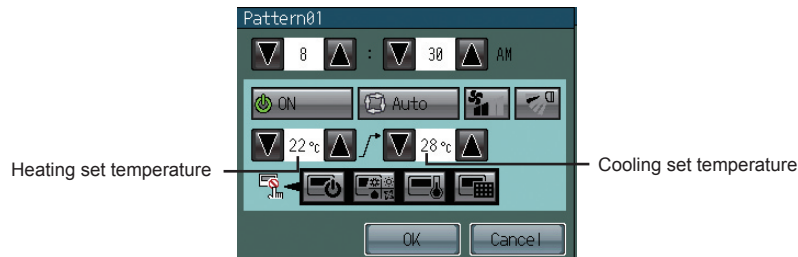 Pattern01
8 : 30 AM
ON Auto
22°C 28°C
Heating set temperature
Cooling set temperature
OK Cancel